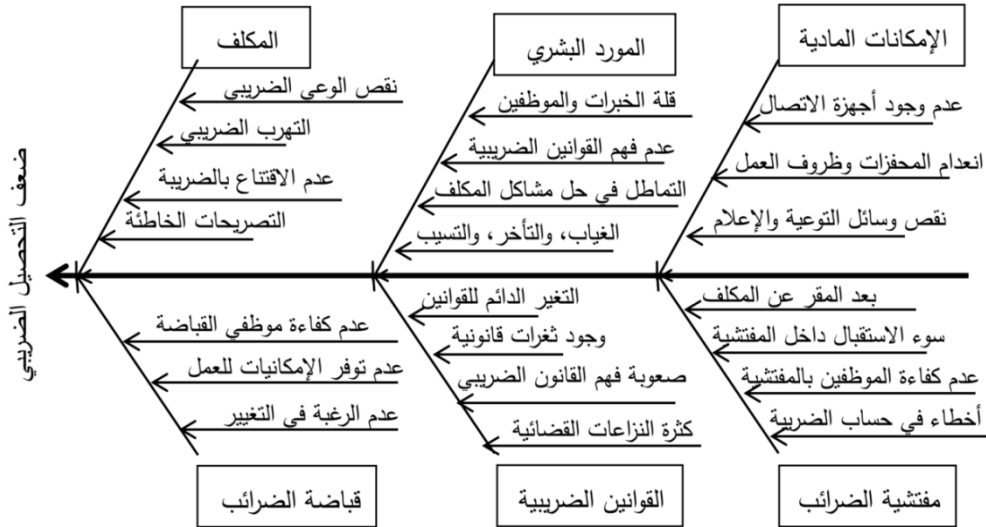 الإمكانات المادية
عدم وجود أجهزة الاتصال
انعدام المحفزات وظروف العمل
نقص وسائل التوعية والإعلام
المورد البشري
قلة الخبرات والموظفين
عدم فهم القوانين الضريبية
التماطل في حل مشاكل المكلف
الغياب، والتأخر، والتسيب
المكلف
نقص الوعي الضريبي
التهرب الضريبي
عدم الاقتناع بالضريبة
التصريحات الخاطئة
بعد المقر عن المكلف
سوء الاستقبال داخل المفتشية
عدم كفاءة الموظفين بالمفتشية
أخطاء في حساب الضريبة
مفتشية الضرائب
التغير الدائم للقوانين
وجود ثغرات قانونية
صعوبة فهم القانون الضريبي
كثرة النزاعات القضائية
القوانين الضريبية
عدم كفاءة موظفي القباضة
عدم توفر الإمكانيات للعمل
عدم الرغبة في التغيير
قباضة الضرائب
ضعف التحصيل الضريبي